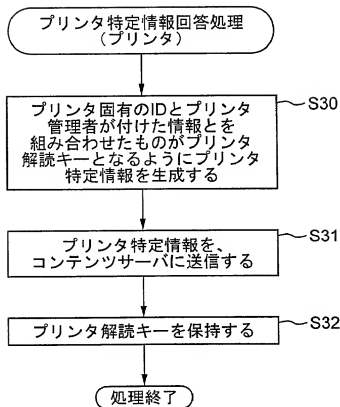 プリンタ特定情報回答処理
（プリンタ）
プリンタ固有のIDとプリンタ
管理者が付けた情報とを
組み合わせたものがプリンタ
解読キーとなるようにプリンタ
特定情報を生成する
S30
プリンタ特定情報を、
コンテンツサーバに送信する
S31
プリンタ解読キーを保持する
S32
処理終了